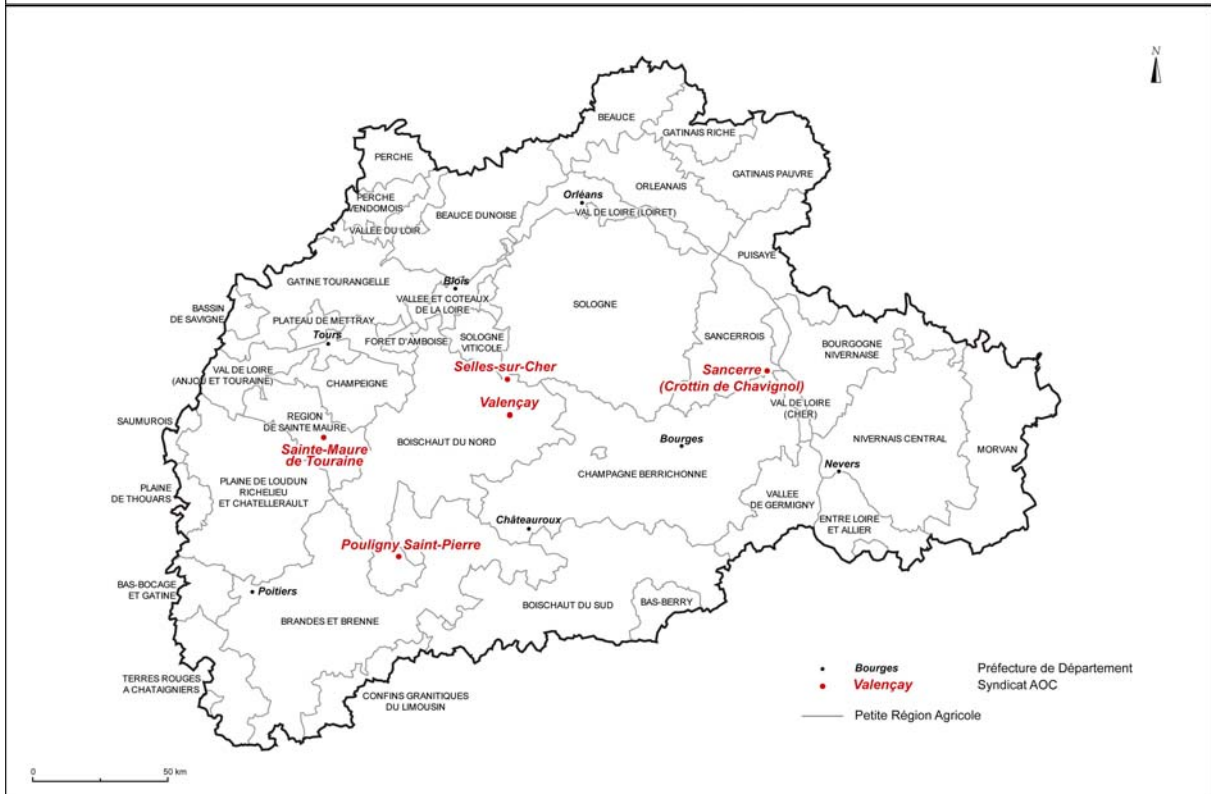 N
BEAUCE
GATINAIS RICHE
PERCHE
GATINAIS PAUVRE
ORLEANAIS
Orléans
PERCHE
VENDOMOIS
BEAUCE DUNOISE
VAL DE LOIRE (LOIRET)
VALLEE DU LOIR
PUISAYE
GATINE TOURANGELLE
Blois
VALLEE ET COTEAUX
DE LA LOIRE
SOLOGNE
BASSIN
DE SAVIGNE
PLATEAU DE METTRAY
Tours
FORET D'AMBOISE
SOLOGNE
VITICOLE
SANCERROIS
BOURGOGNE
NIVERNAISE
VAL DE LOIRE
(ANJOU ET TOURAINE)
CHAMPEIGNE
Selles-sur-Cher
Sancerre
(Crottin de Chavignol)
Valençay
VAL DE LOIRE
(CHER)
SAUMUROIS
REGION
DE SAINTE MAURE
Sainte-Maure
de Touraine
BOISCHAUT DU NORD
Bourges
NIVERNAIS CENTRAL
MORVAN
CHAMPAGNE BERRICHONNE
Nevers
PLAINE
DE THOUARS
PLAINE DE LOUDUN
RICHELIEU
ET CHATELLERAULT
VALLEE
DE GERMIGNY
Châteauroux
ENTRE LOIRE
ET ALLIER
Pouligny Saint-Pierre
BAS-BOCAGE
ET GATINE
Poitiers
BOISCHAUT DU SUD
BAS-BERRY
BRANDES ET BRENNE
TERRES ROUGES
A CHATAIGNIERS
CONFINS GRANITIQUES
DU LIMOUSIN
Bourges Préfecture de Département
Valençay Syndicat AOC
Petite Région Agricole
0 50 km